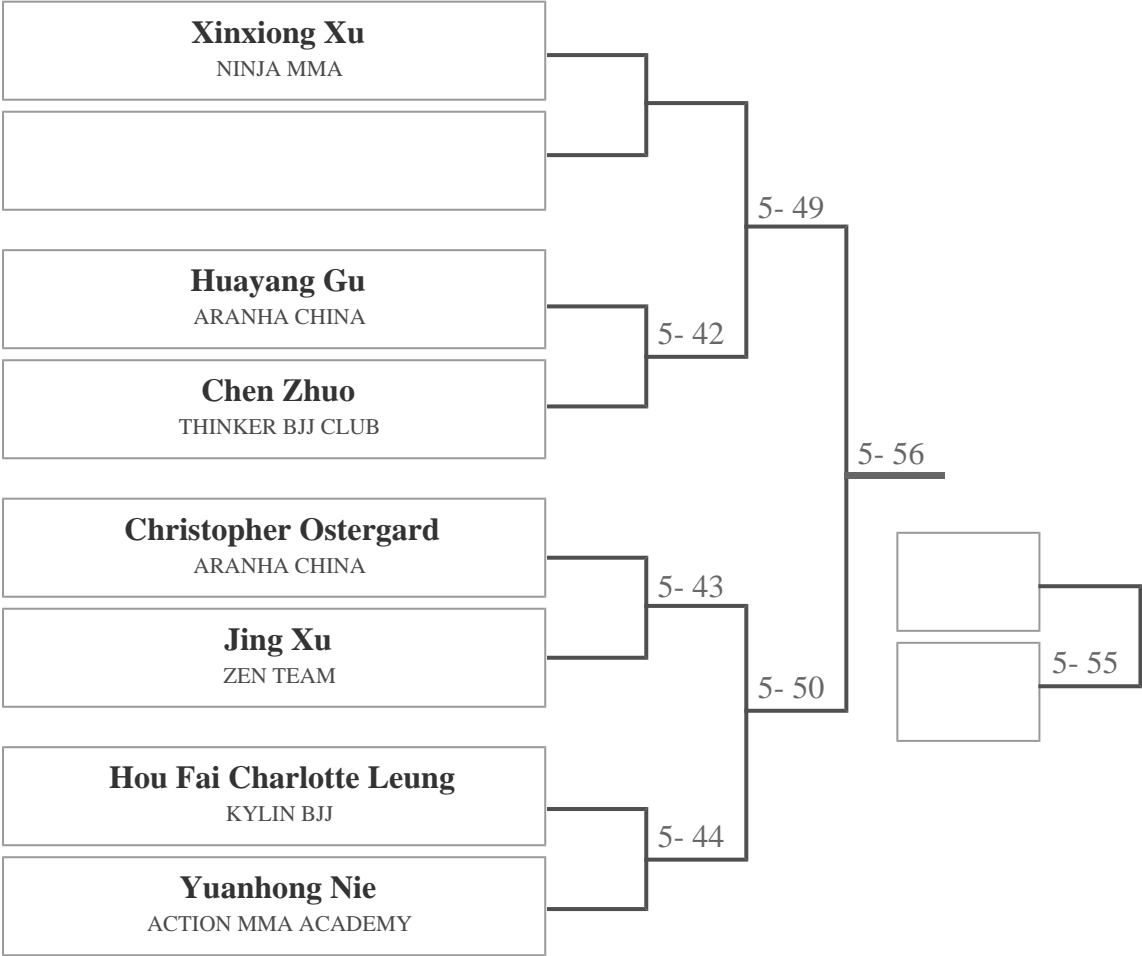 Xinxiong Xu
NINJA MMA
5- 49
Huayang Gu
ARANHA CHINA
5- 42
Chen Zhuo
THINKER BJJ CLUB
5- 56
Christopher Ostergard
ARANHA CHINA
5- 43
Jing Xu
ZEN TEAM
5- 55
5- 50
Hou Fai Charlotte Leung
KYLIN BJJ
5- 44
Yuanhong Nie
ACTION MMA ACADEMY